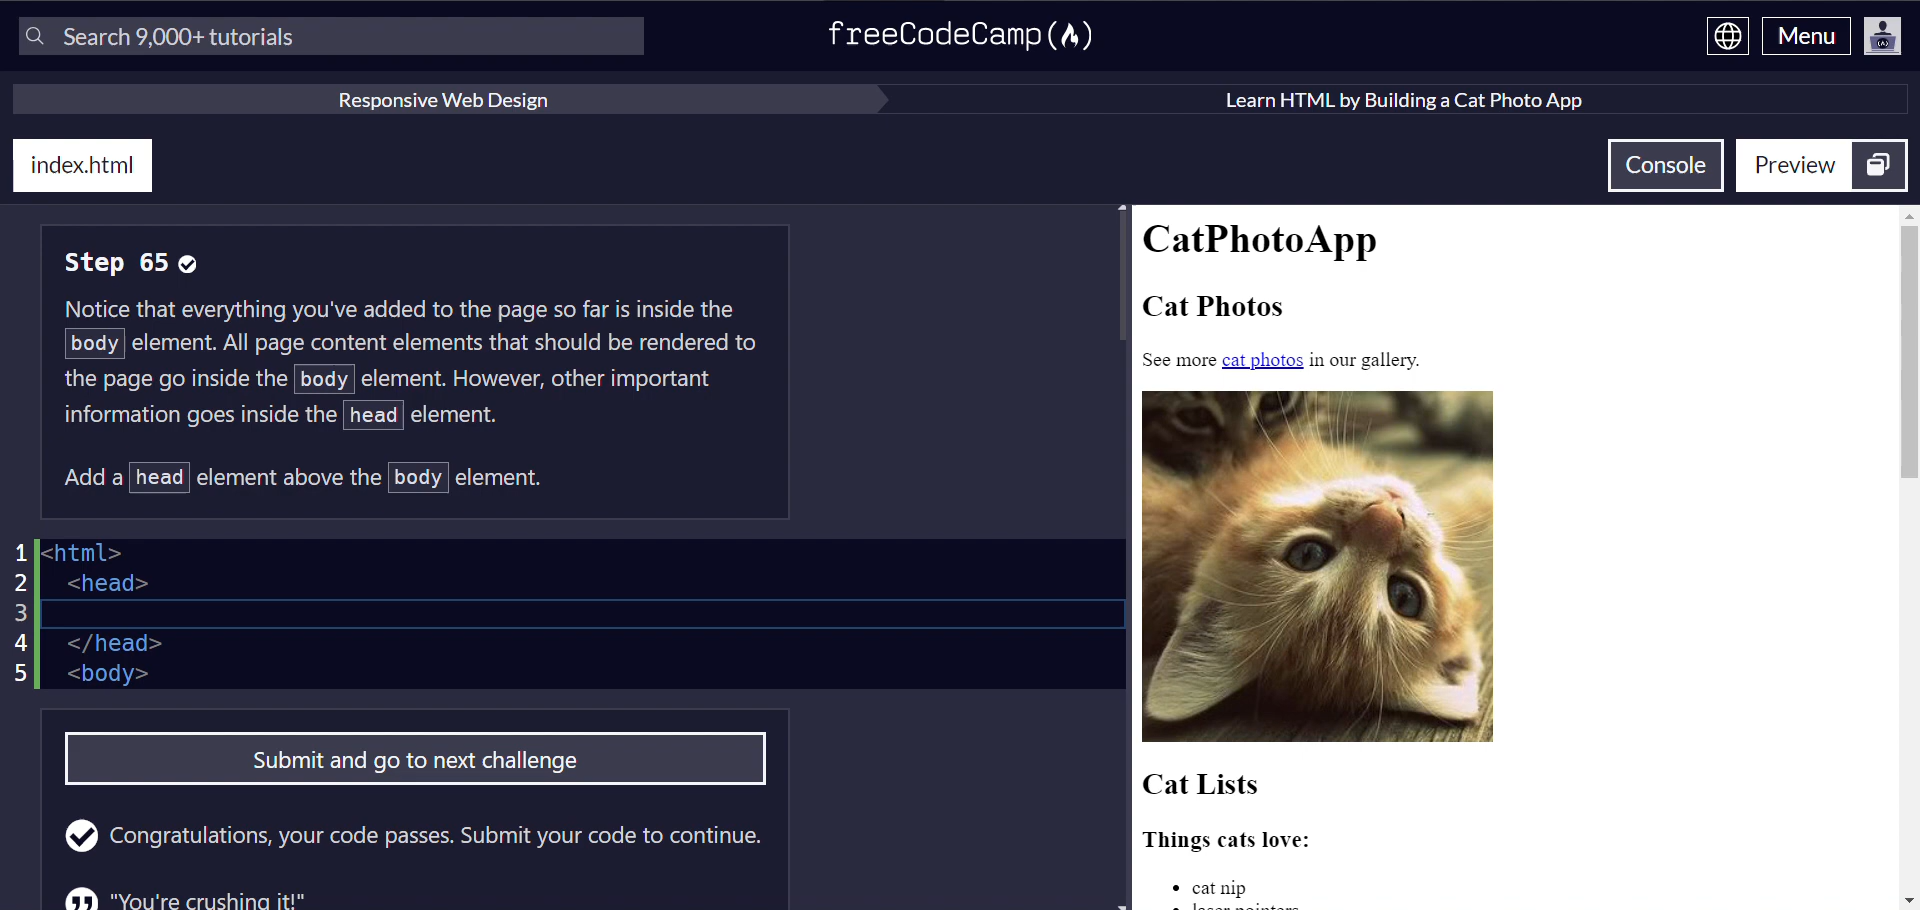 Search 9,000+ tutorials
freeCodeCamp
Menu
Responsive Web Design
Learn HTML by Building a Cat Photo App
index.html
Console
Preview
Step 65
Notice that everything you've added to the page so far is inside the
body element. All page content elements that should be rendered to
the page go inside the body element. However, other important
information goes inside the head element.
Add a head element above the body element.
1 <html>
2 <head>
3
4 </head>
5 <body>
Submit and go to next challenge
Congratulations, your code passes. Submit your code to continue.
"You're crushing it!"
CatPhotoApp
Cat Photos
See more cat photos in our gallery.
Cat Lists
Things cats love:
• cat nip
• laser pointers